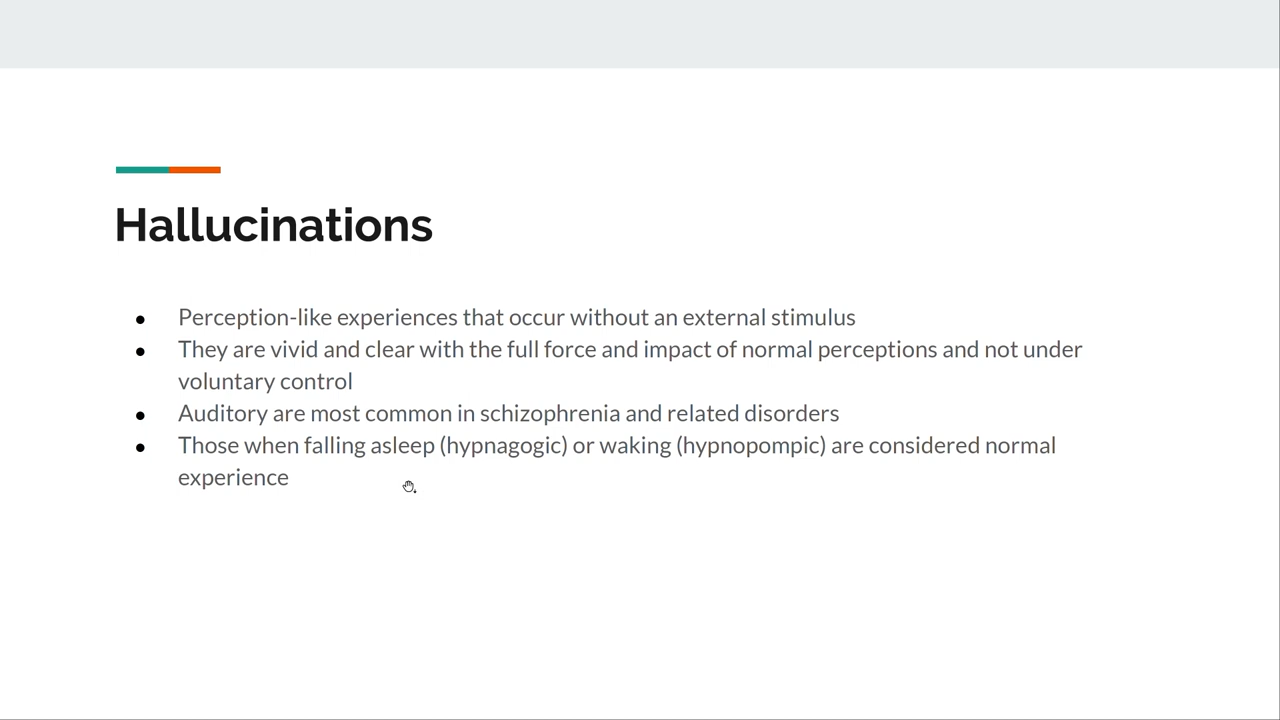 Hallucinations
● Perception-like experiences that occur without an external stimulus
● They are vivid and clear with the full force and impact of normal perceptions and not under
voluntary control
● Auditory are most common in schizophrenia and related disorders
● Those when falling asleep (hypnagogic) or waking (hypnopompic) are considered normal
experience